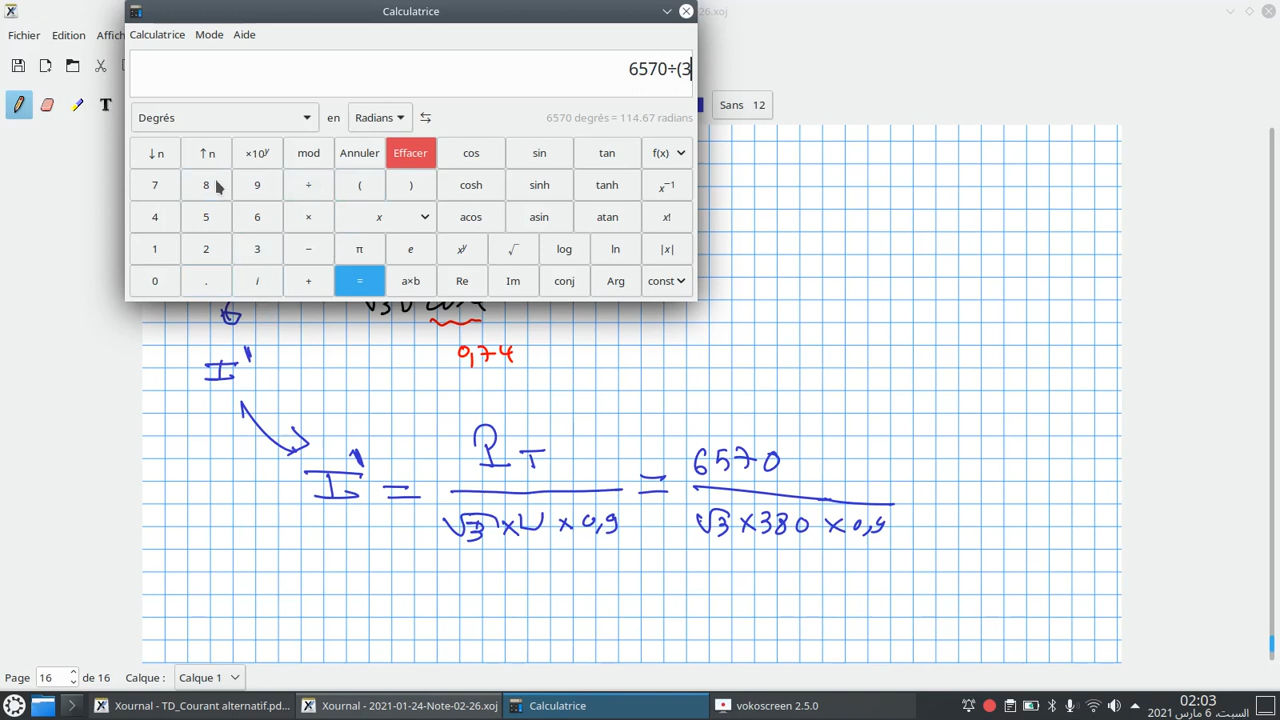 Calculatrice
26.xoj
Fichier Edition Affich
Calculatrice Mode Aide
6570÷(3
Degrés en Radians 6570 degrés = 114.67 radians
T Sans 12
↓n ↑n ×10ʸ mod Annuler Effacer cos sin tan f(x)
7 8 9 ÷ ( ) cosh sinh tanh x⁻¹
4 5 6 × x acos asin atan x!
1 2 3 − π e xʸ √ log ln |x|
0 . i + = a×b Re Im conj Arg const
0,74
I'
I' = P_T / (√3 × U × 0,9) = 6570 / (√3 × 380 × 0,9)
Page 16 de 16 Calque : Calque 1
Xournal - TD_Courant alternatif.pd... Xournal - 2021-01-24-Note-02-26.xoj Calculatrice vokoscreen 2.5.0
02:03
السبت، 6 مارس 2021